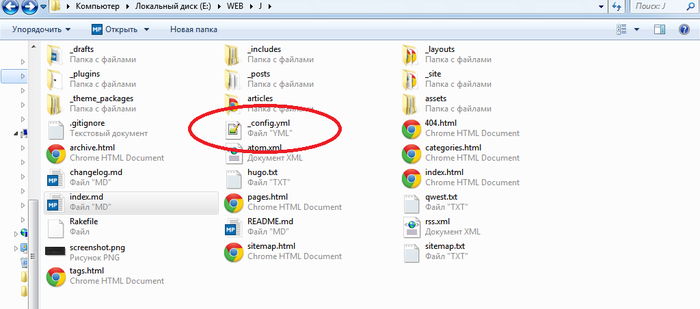 Компьютер ▸ Локальный диск (E:) ▸ WEB ▸ J ▸
Поиск: J
Упорядочить
Открыть
Новая папка
_drafts
Папка с файлами
_includes
Папка с файлами
_layouts
Папка с файлами
_plugins
Папка с файлами
_posts
Папка с файлами
_site
Папка с файлами
_theme_packages
Папка с файлами
articles
Папка с файлами
assets
Папка с файлами
.gitignore
Текстовый документ
_config.yml
Файл "YML"
404.html
Chrome HTML Document
archive.html
Chrome HTML Document
atom.xml
Документ XML
categories.html
Chrome HTML Document
changelog.md
Файл "MD"
hugo.txt
Файл "TXT"
index.html
Chrome HTML Document
index.md
Файл "MD"
pages.html
Chrome HTML Document
qwest.txt
Файл "TXT"
Rakefile
Файл
README.md
Файл "MD"
rss.xml
Документ XML
screenshot.png
Рисунок PNG
sitemap.html
Chrome HTML Document
sitemap.txt
Файл "TXT"
tags.html
Chrome HTML Document